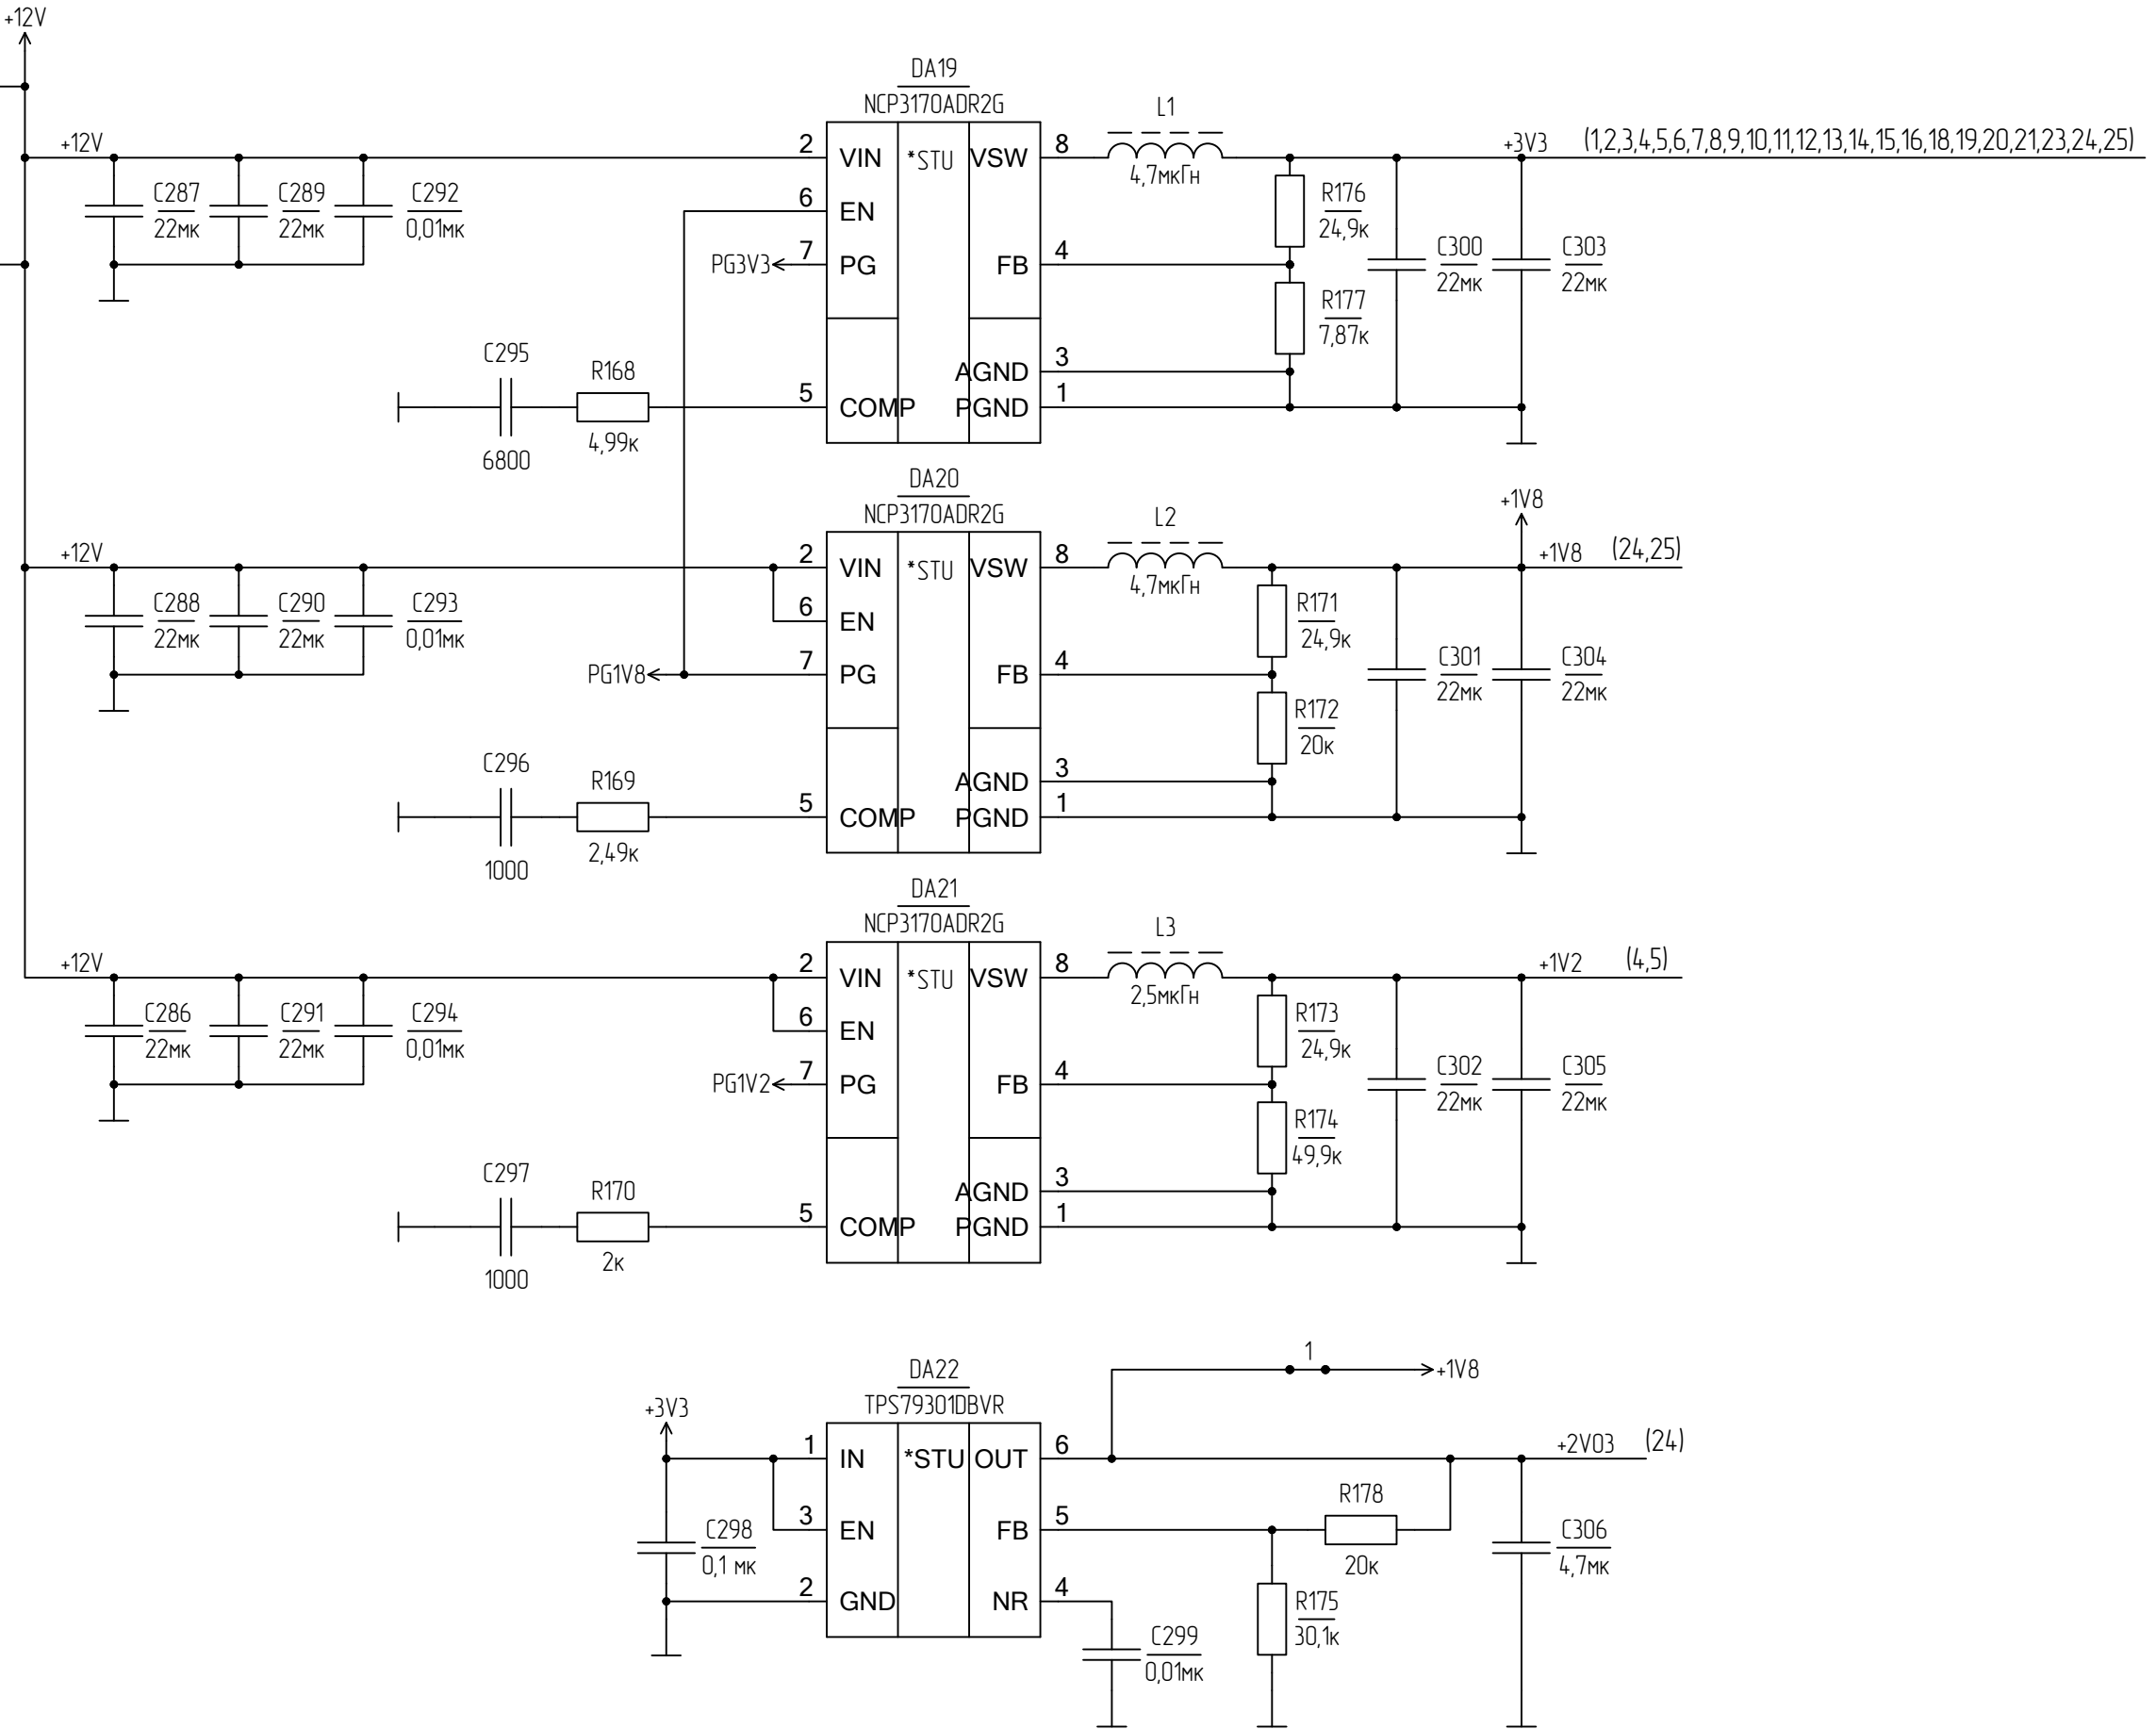 +12V
DA19
NCP3170ADR2G
L1
4,7мкГн
+12V
2 VIN *STU VSW 8
+3V3 (1,2,3,4,5,6,7,8,9,10,11,12,13,14,15,16,18,19,20,21,23,24,25)
C287
22мк
C289
22мк
C292
0,01мк
6 EN
PG3V3 7 PG
FB 4
R176
24,9к
R177
7,87к
C300
22мк
C303
22мк
C295
6800
R168
4,99к
5 COMP
AGND 3
PGND 1
DA20
NCP3170ADR2G
L2
4,7мкГн
+1V8
+12V
2 VIN *STU VSW 8
+1V8 (24,25)
C288
22мк
C290
22мк
C293
0,01мк
6 EN
PG1V8 7 PG
FB 4
R171
24,9к
R172
20к
C301
22мк
C304
22мк
C296
1000
R169
2,49к
5 COMP
AGND 3
PGND 1
DA21
NCP3170ADR2G
L3
2,5мкГн
+12V
2 VIN *STU VSW 8
+1V2 (4,5)
C286
22мк
C291
22мк
C294
0,01мк
6 EN
PG1V2 7 PG
FB 4
R173
24,9к
R174
49,9к
C302
22мк
C305
22мк
C297
1000
R170
2к
5 COMP
AGND 3
PGND 1
DA22
TPS79301DBVR
1
+1V8
+3V3
1 IN *STU OUT 6
+2V03 (24)
3 EN
FB 5
R178
20к
C298
0,1 мк
C306
4,7мк
2 GND
NR 4
R175
30,1к
C299
0,01мк